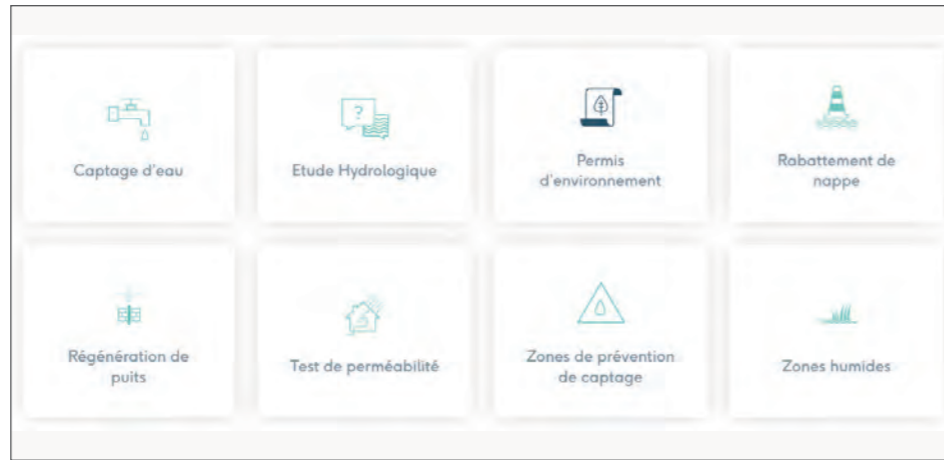 ?
Captage d'eau
Etude Hydrologique
Permis
d'environnement
Rabattement de
nappe
Régénération de
puits
Test de perméabilité
Zones de prévention
de captage
Zones humides